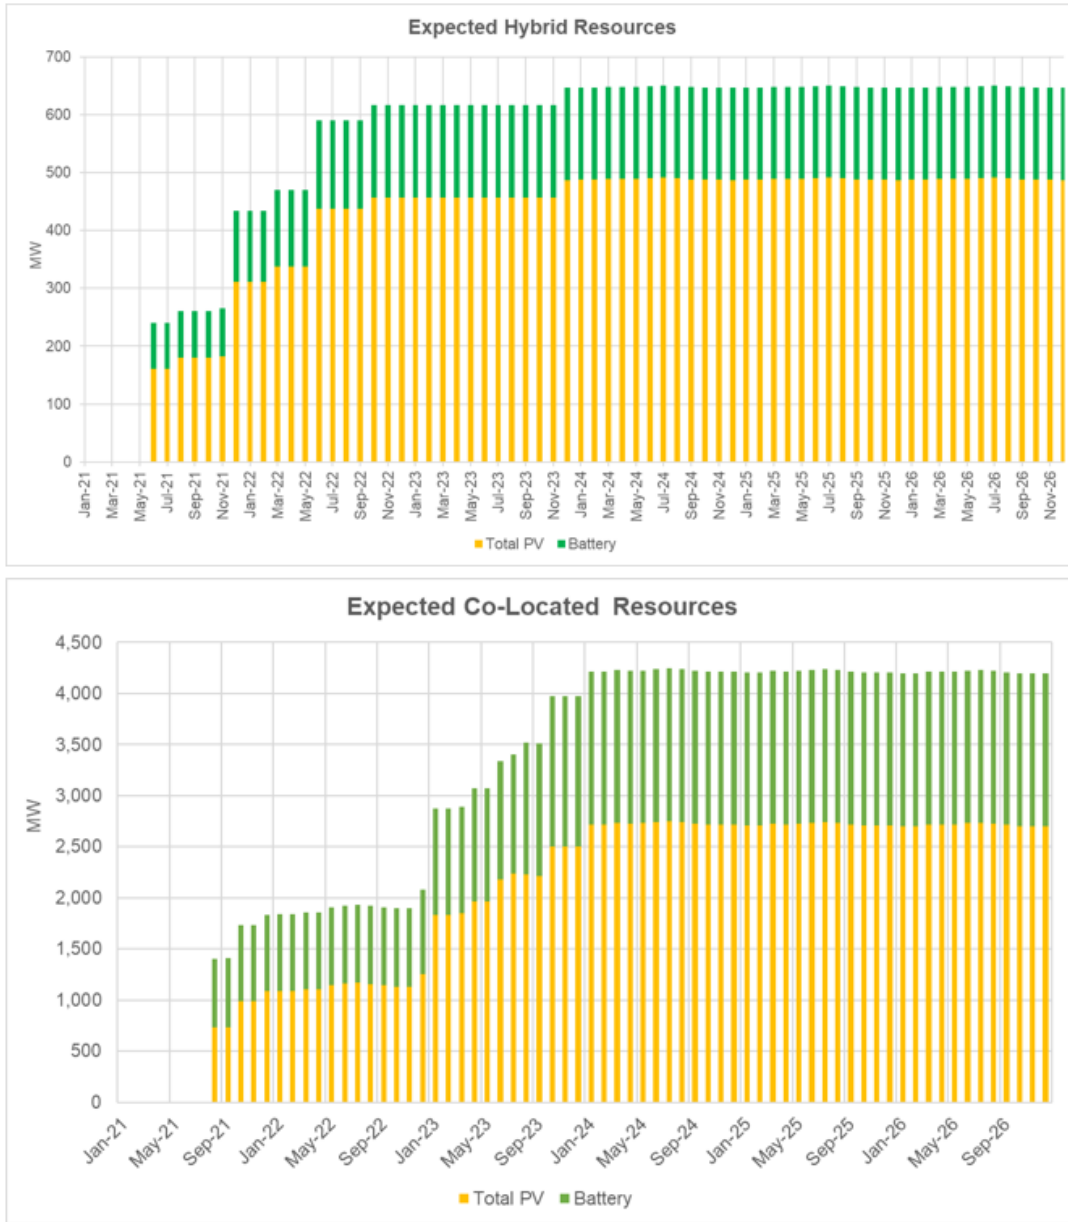 Expected Hybrid Resources
700
600
500
400
300
200
100
0
MW
Jan-21 Mar-21 May-21 Jul-21 Sep-21 Nov-21 Jan-22 Mar-22 May-22 Jul-22 Sep-22 Nov-22 Jan-23 Mar-23 May-23 Jul-23 Sep-23 Nov-23 Jan-24 Mar-24 May-24 Jul-24 Sep-24 Nov-24 Jan-25 Mar-25 May-25 Jul-25 Sep-25 Nov-25 Jan-26 Mar-26 May-26 Jul-26 Sep-26 Nov-26
Total PV Battery
Expected Co-Located Resources
4,500
4,000
3,500
3,000
2,500
2,000
1,500
1,000
500
0
MW
Jan-21 May-21 Sep-21 Jan-22 May-22 Sep-22 Jan-23 May-23 Sep-23 Jan-24 May-24 Sep-24 Jan-25 May-25 Sep-25 Jan-26 May-26 Sep-26
Total PV Battery